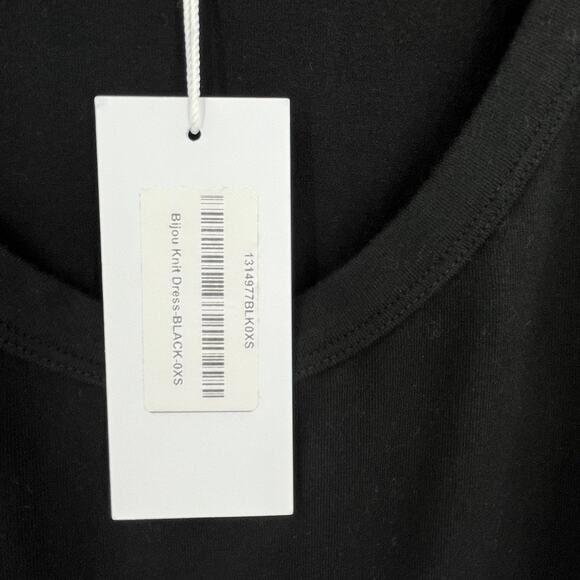 1314977BLK0XS
Bijou Knit Dress-BLACK-0XS